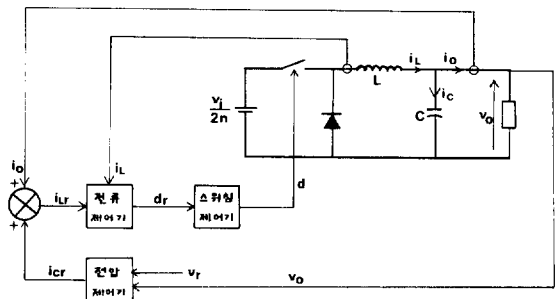 i_L
i_o
L
v_i
2n
i_c
C
v_o
i_o
i_L
d
+
i_Lr
전류
제어기
d_r
스위칭
제어기
+
i_cr
전압
제어기
v_r
v_o